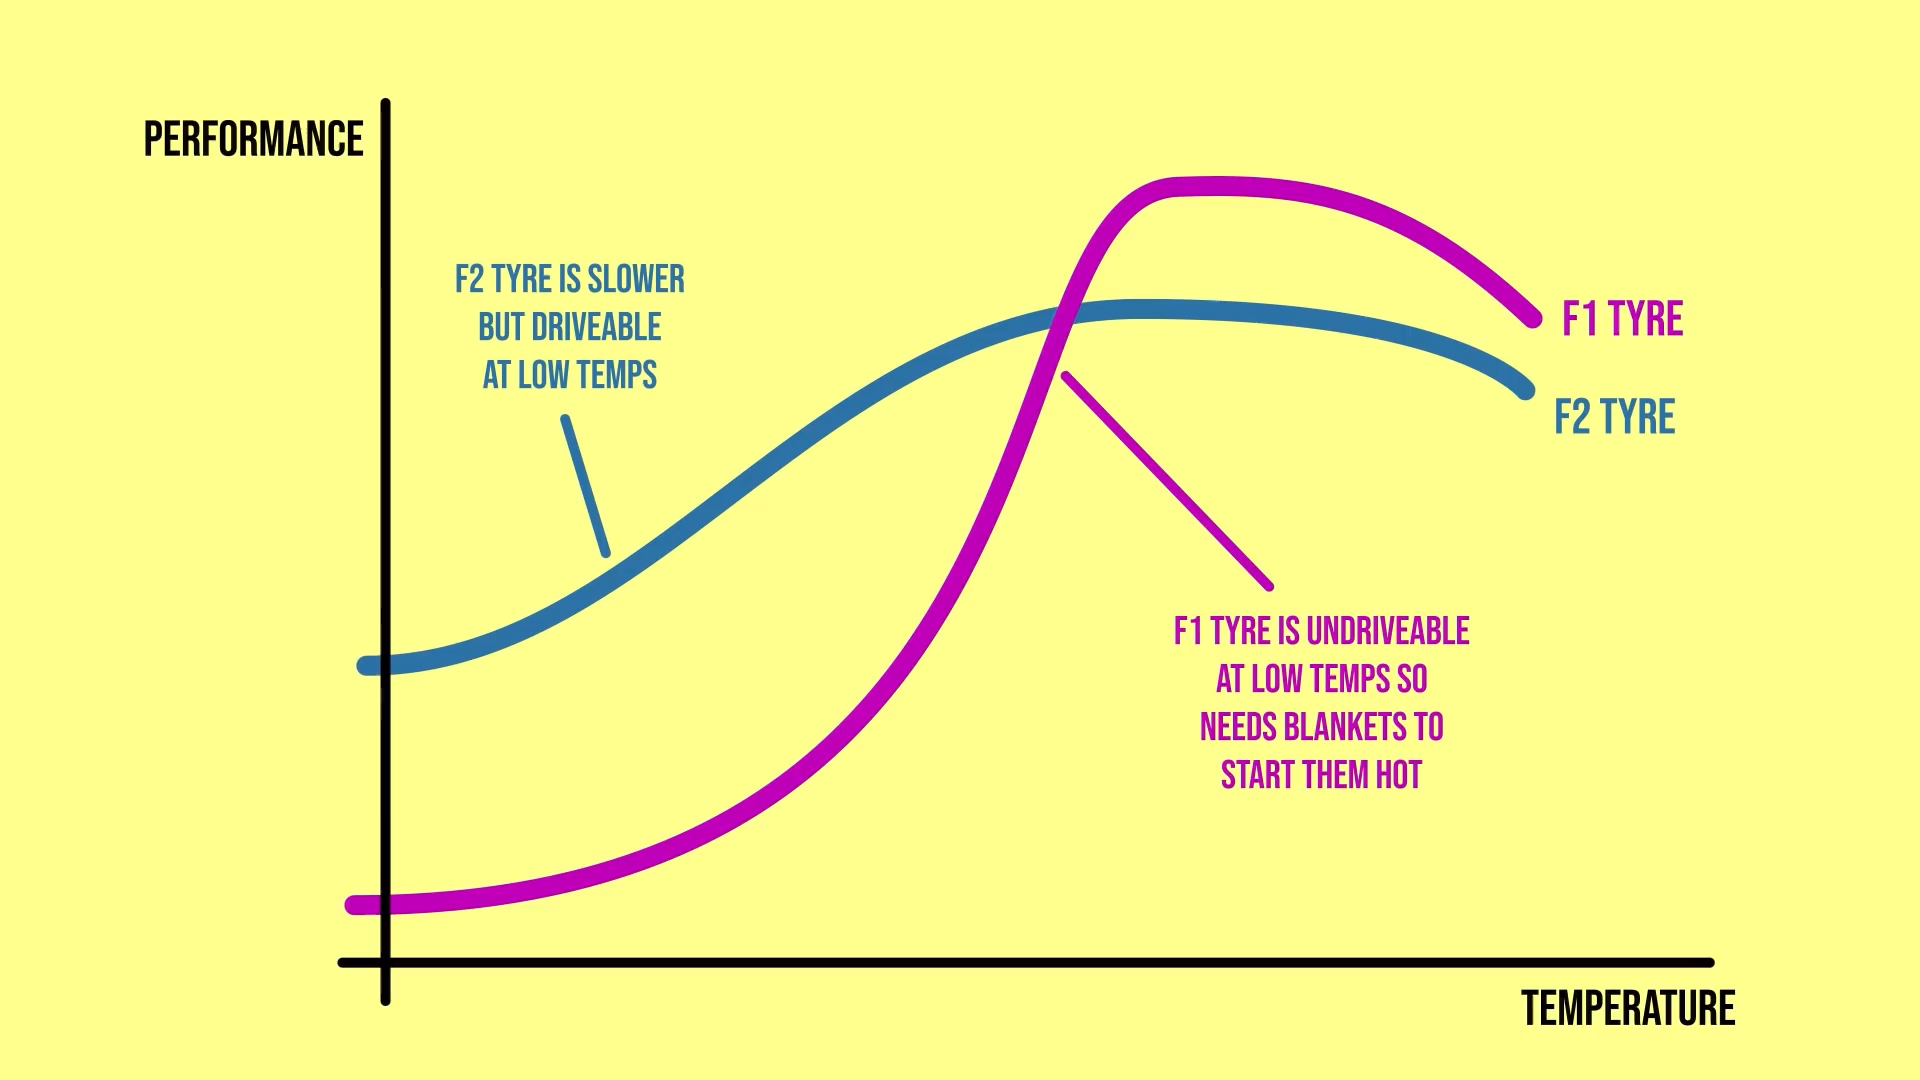 PERFORMANCE
F2 TYRE IS SLOWER
BUT DRIVEABLE
AT LOW TEMPS
F1 TYRE
F2 TYRE
F1 TYRE IS UNDRIVEABLE
AT LOW TEMPS SO
NEEDS BLANKETS TO
START THEM HOT
TEMPERATURE